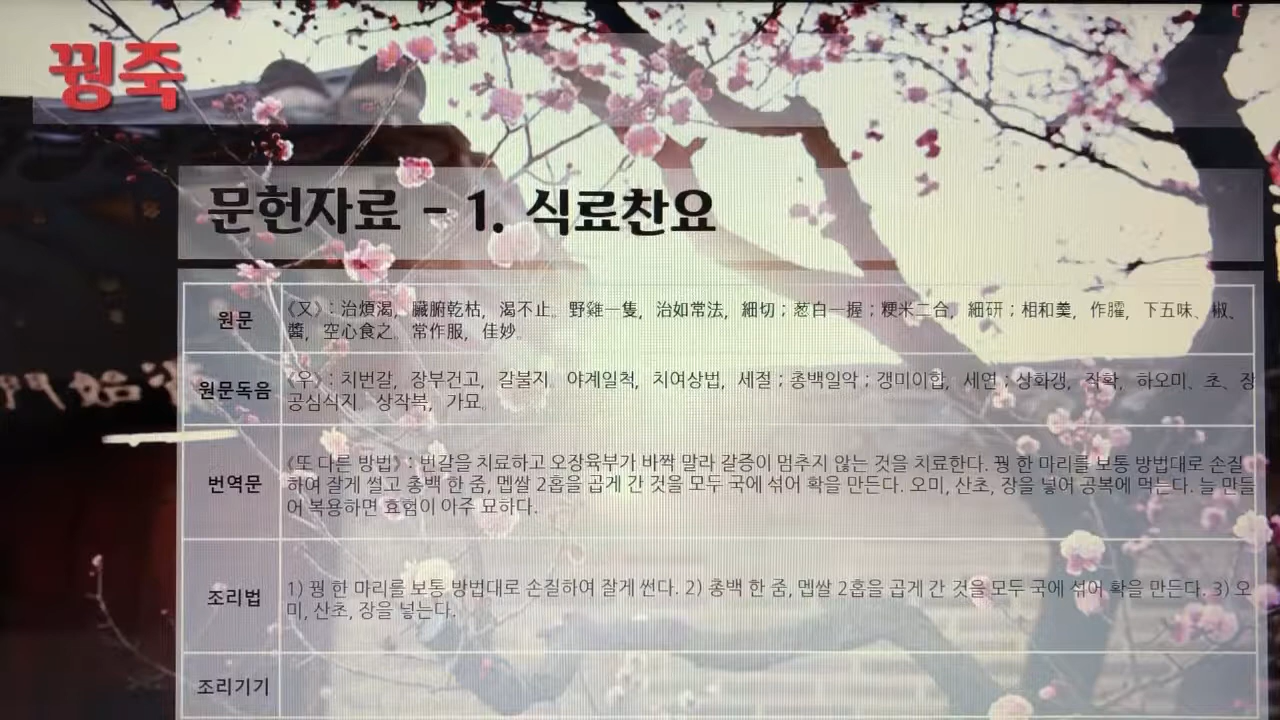 꿩죽
문헌자료 - 1. 식료찬요
원문
《又》: 治煩渴, 臟腑乾枯, 渴不止. 野雞一隻, 治如常法, 細切 ; 葱白一握 ; 粳米二合, 細研 ; 相和羹, 作臛, 下五味、椒、
醬, 空心食之. 常作服, 佳妙.
원문독음
《우》: 치번갈, 장부건고, 갈불지. 야계일척, 치여상법, 세절 ; 총백일악 ; 갱미이합, 세연 ; 상화갱, 작확, 하오미、초、장
공심식지. 상작복, 가묘.
번역문
《또 다른 방법》: 번갈을 치료하고 오장육부가 바짝 말라 갈증이 멈추지 않는 것을 치료한다. 꿩 한 마리를 보통 방법대로 손질
하여 잘게 썰고 총백 한 줌, 멥쌀 2홉을 곱게 간 것을 모두 국에 섞어 확을 만든다. 오미, 산초, 장을 넣어 공복에 먹는다. 늘 만들
어 복용하면 효험이 아주 묘하다.
조리법
1) 꿩 한 마리를 보통 방법대로 손질하여 잘게 썬다. 2) 총백 한 줌, 멥쌀 2홉을 곱게 간 것을 모두 국에 섞어 확을 만든다. 3) 오
미, 산초, 장을 넣는다.
조리기기
門始